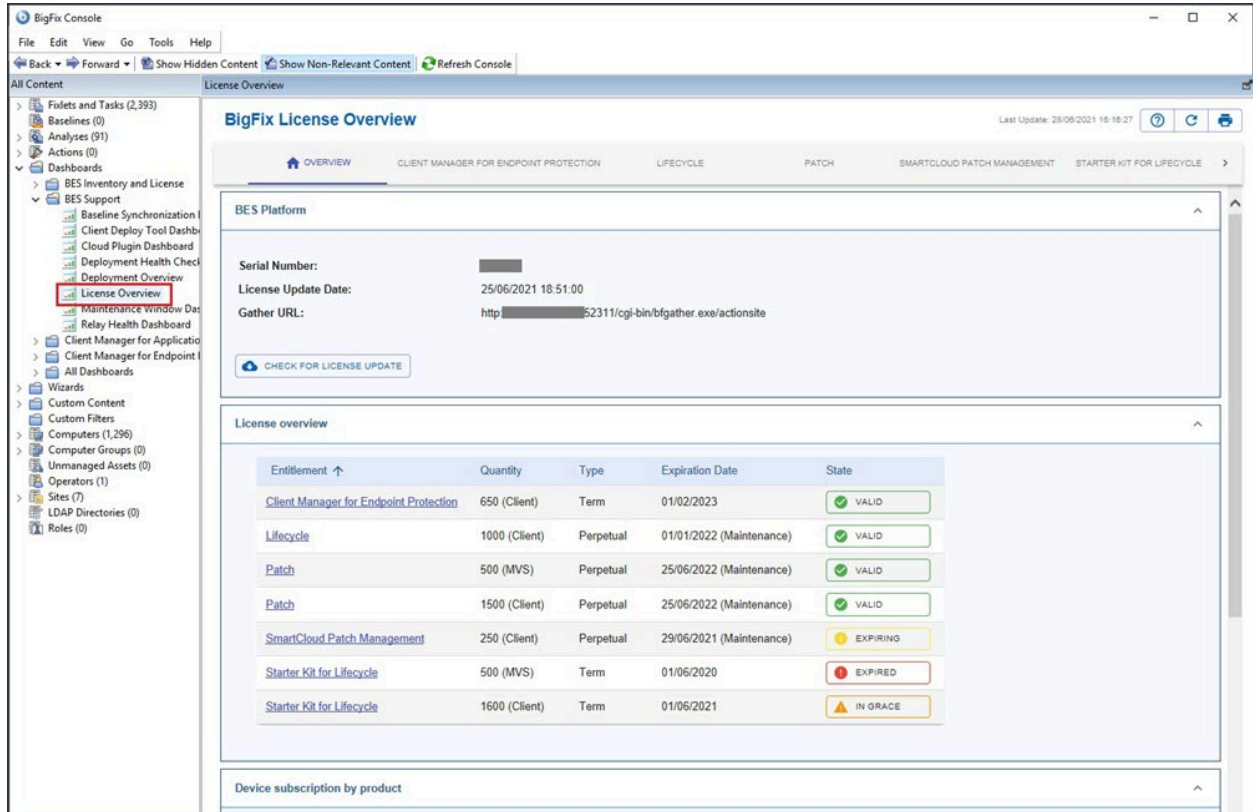 BigFix Console
File Edit View Go Tools Help
Back Forward Show Hidden Content Show Non-Relevant Content Refresh Console
All Content
Fixlets and Tasks (2,393)
Baselines (0)
Analyses (91)
Actions (0)
Dashboards
BES Inventory and License
BES Support
Baseline Synchronization
Client Deploy Tool Dashb
Cloud Plugin Dashboard
Deployment Health Check
Deployment Overview
License Overview
Maintenance Window Das
Relay Health Dashboard
Client Manager for Applicatio
Client Manager for Endpoint
All Dashboards
Wizards
Custom Content
Custom Filters
Computers (1,296)
Computer Groups (0)
Unmanaged Assets (0)
Operators (1)
Sites (7)
LDAP Directories (0)
Roles (0)
License Overview
BigFix License Overview
Last Update: 28/06/2021 16:16:27
OVERVIEW CLIENT MANAGER FOR ENDPOINT PROTECTION LIFECYCLE PATCH SMARTCLOUD PATCH MANAGEMENT STARTER KIT FOR LIFECYCLE
BES Platform
Serial Number:
License Update Date: 25/06/2021 18:51:00
Gather URL: http: 52311/cgi-bin/bfgather.exe/actionsite
CHECK FOR LICENSE UPDATE
License overview
Entitlement Quantity Type Expiration Date State
Client Manager for Endpoint Protection 650 (Client) Term 01/02/2023 VALID
Lifecycle 1000 (Client) Perpetual 01/01/2022 (Maintenance) VALID
Patch 500 (MVS) Perpetual 25/06/2022 (Maintenance) VALID
Patch 1500 (Client) Perpetual 25/06/2022 (Maintenance) VALID
SmartCloud Patch Management 250 (Client) Perpetual 29/06/2021 (Maintenance) EXPIRING
Starter Kit for Lifecycle 500 (MVS) Term 01/06/2020 EXPIRED
Starter Kit for Lifecycle 1600 (Client) Term 01/06/2021 IN GRACE
Device subscription by product